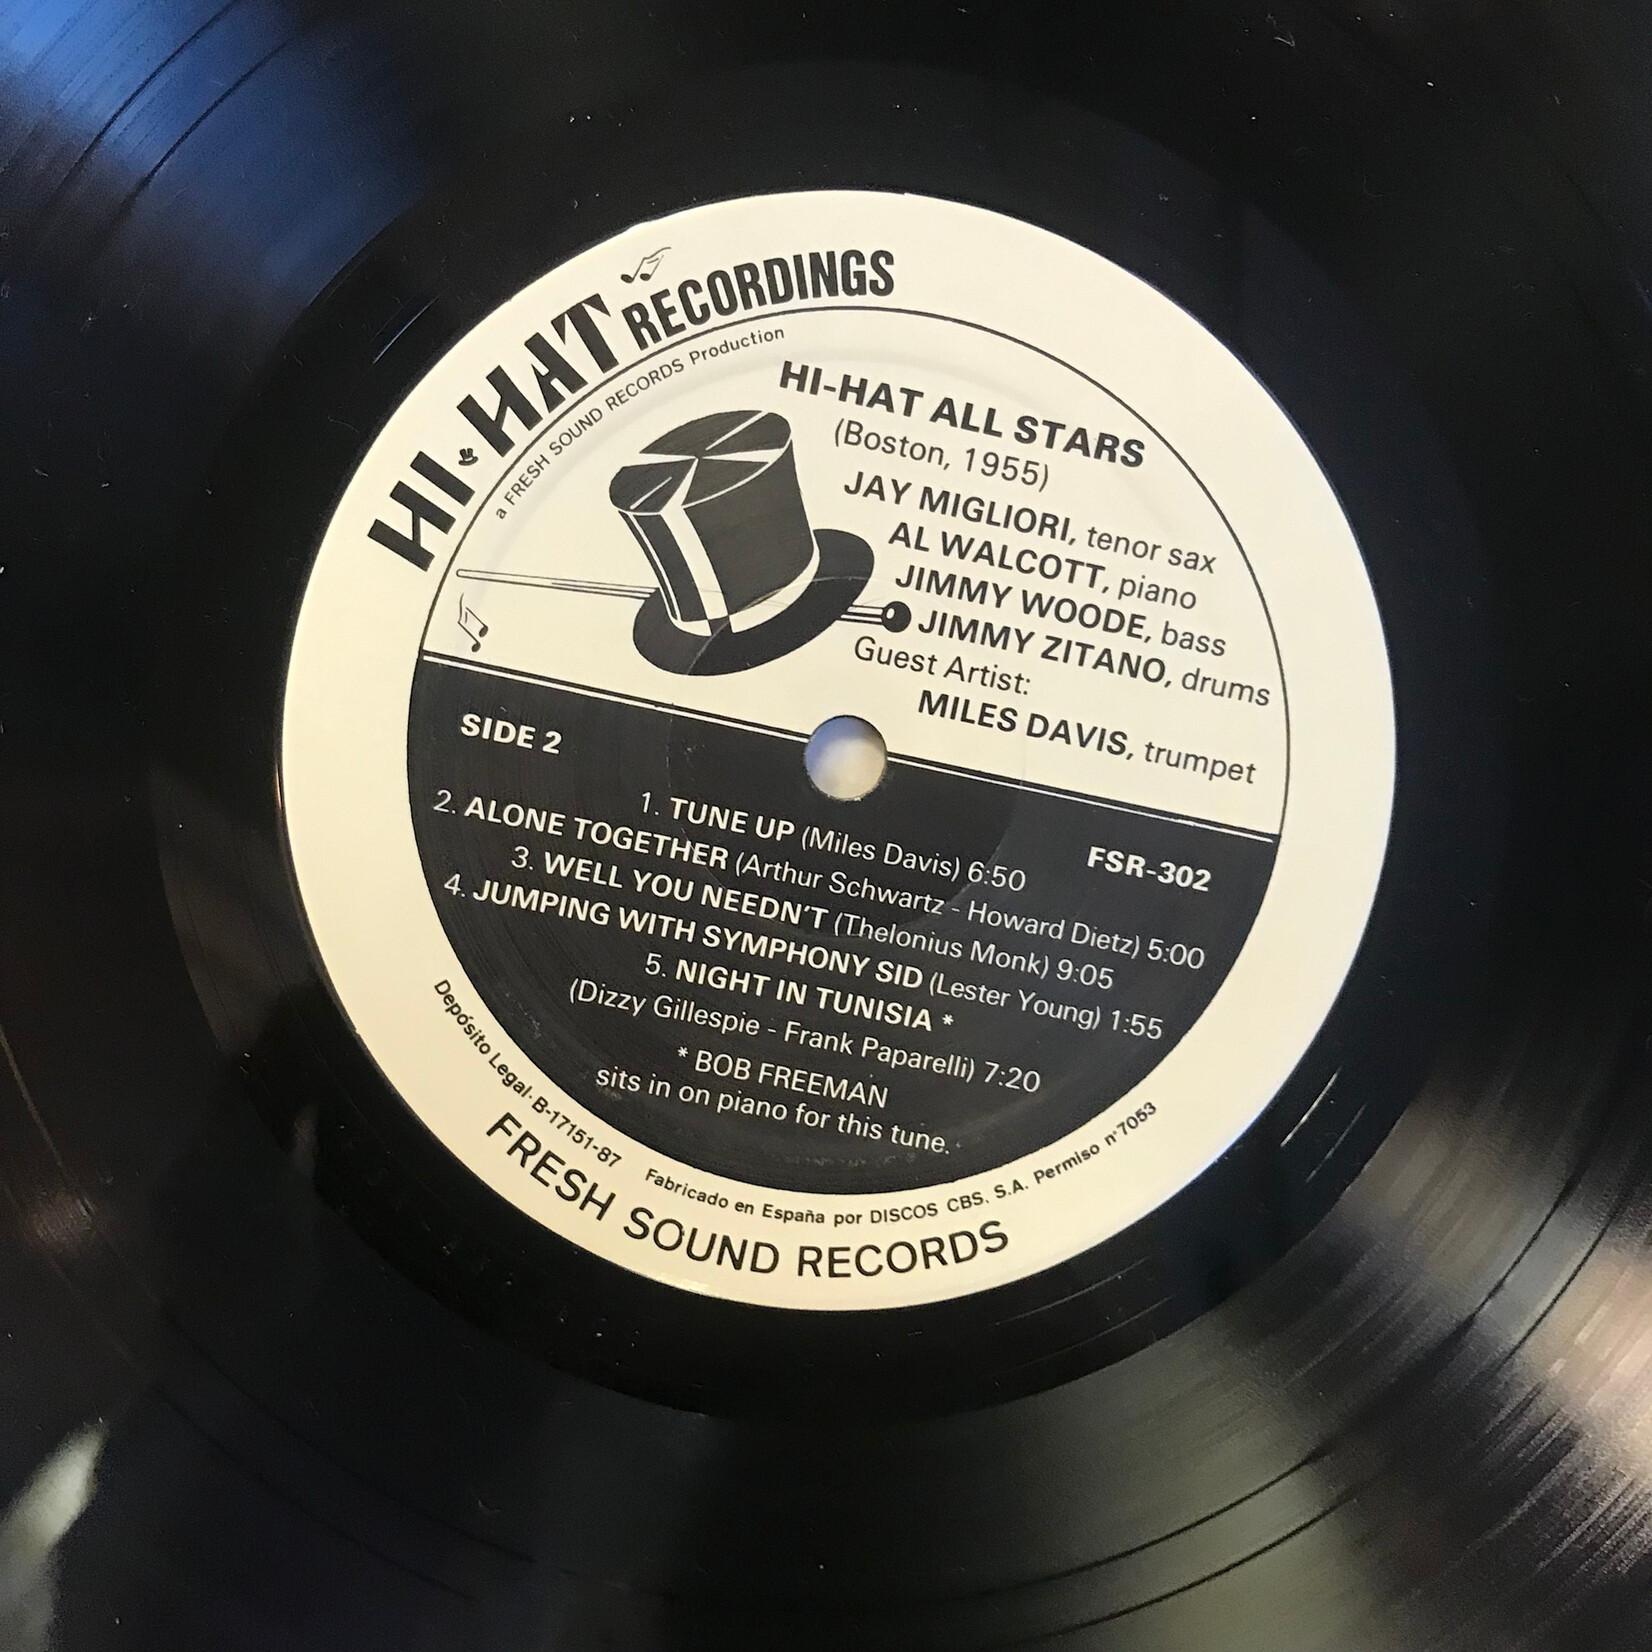 HI-HAT RECORDINGS
a FRESH SOUND RECORDS Production
HI-HAT ALL STARS
(Boston, 1955)
JAY MIGLIORI, tenor sax
AL WALCOTT, piano
JIMMY WOODE, bass
JIMMY ZITANO, drums
Guest Artist:
MILES DAVIS, trumpet
SIDE 2
FSR-302
1. TUNE UP (Miles Davis) 6:50
2. ALONE TOGETHER (Arthur Schwartz - Howard Dietz) 5:00
3. WELL YOU NEEDN'T (Thelonius Monk) 9:05
4. JUMPING WITH SYMPHONY SID (Lester Young) 1:55
5. NIGHT IN TUNISIA *
(Dizzy Gillespie - Frank Paparelli) 7:20
* BOB FREEMAN
sits in on piano for this tune.
Depósito Legal: B-17151-87 Fabricado en España por DISCOS CBS. S.A. Permiso n°7053
FRESH SOUND RECORDS